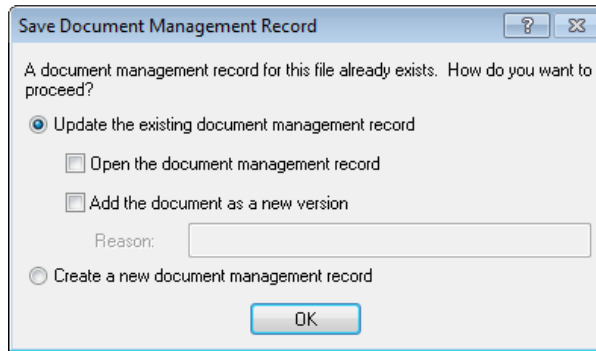 Save Document Management Record
A document management record for this file already exists.  How do you want to
proceed?
Update the existing document management record
Open the document management record
Add the document as a new version
Reason:
Create a new document management record
OK